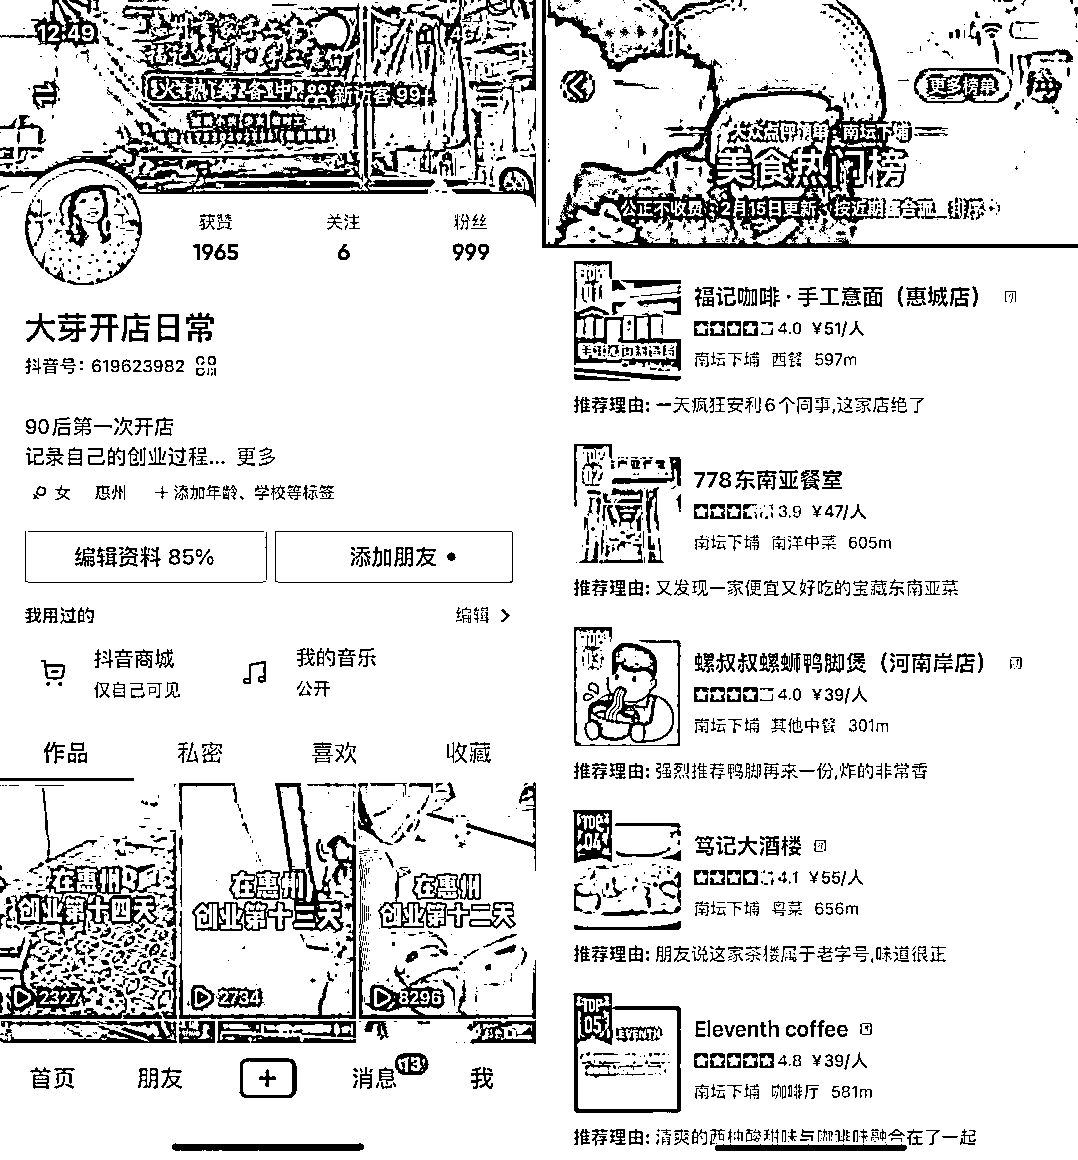 12:49
福记咖啡·手工意面
新访客 99+
获赞
关注
粉丝
1965
6
999
大芽开店日常
抖音号：619623982
90后第一次开店
记录自己的创业过程... 更多
女 惠州 + 添加年龄、学校等标签
编辑资料 85%
添加朋友
我用过的
编辑
抖音商城
仅自己可见
我的音乐
公开
作品
私密
喜欢
收藏
在惠州
创业第十四天
2327
在惠州
创业第十三天
2734
在惠州
创业第十二天
8296
首页
朋友
消息
13
我
更多榜单
大众点评榜单·南坛下埔
美食热门榜
公正不收费
2月15日更新
排序
TOP
01
福记咖啡·手工意面（惠城店）
4.0 ¥51/人
南坛下埔 西餐 597m
推荐理由: 一天疯狂安利6个同事,这家店绝了
TOP
02
778东南亚餐室
3.9 ¥47/人
南坛下埔 南洋中菜 605m
推荐理由: 又发现一家便宜又好吃的宝藏东南亚菜
TOP
03
螺叔叔螺蛳鸭脚煲（河南岸店）
4.0 ¥39/人
南坛下埔 其他中餐 301m
推荐理由: 强烈推荐鸭脚再来一份,炸的非常香
TOP
04
笃记大酒楼
4.1 ¥55/人
南坛下埔 粤菜 656m
推荐理由: 朋友说这家茶楼属于老字号,味道很正
TOP
05
Eleventh coffee
4.8 ¥39/人
南坛下埔 咖啡厅 581m
推荐理由: 清爽的西柚酸甜味与咖啡味融合在了一起